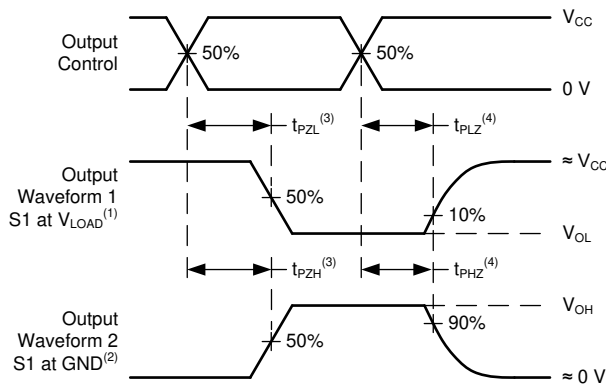 Output
Control
50%
50%
V_CC
0 V
t_PZL^(3)
t_PLZ^(4)
Output
Waveform 1
S1 at V_LOAD^(1)
50%
10%
≈ V_CC
V_OL
t_PZH^(3)
t_PHZ^(4)
Output
Waveform 2
S1 at GND^(2)
50%
90%
V_OH
≈ 0 V